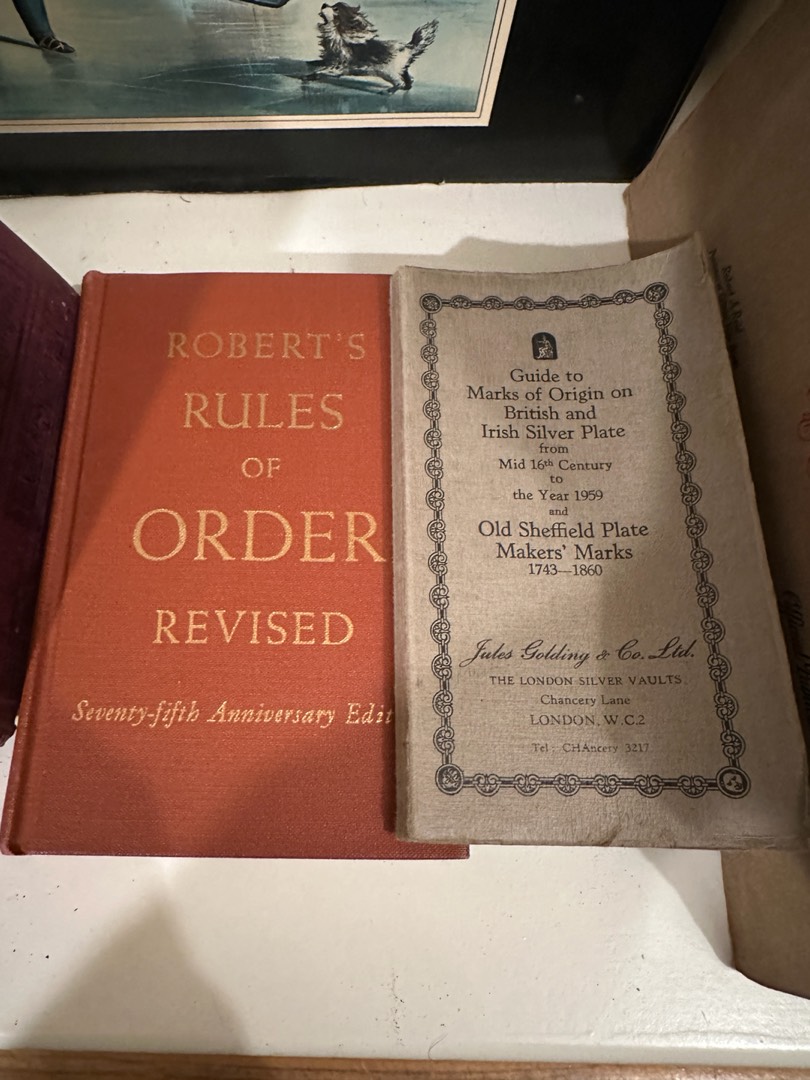 ROBERT'S
RULES
OF
ORDER
REVISED
Seventy-fifth Anniversary Edit
Guide to
Marks of Origin on
British and
Irish Silver Plate
from
Mid 16th Century
to
the Year 1959
and
Old Sheffield Plate
Makers' Marks
1743—1860
Jules Golding & Co. Ltd.
THE LONDON SILVER VAULTS,
Chancery Lane
LONDON, W.C.2
Tel: CHAncery 3217